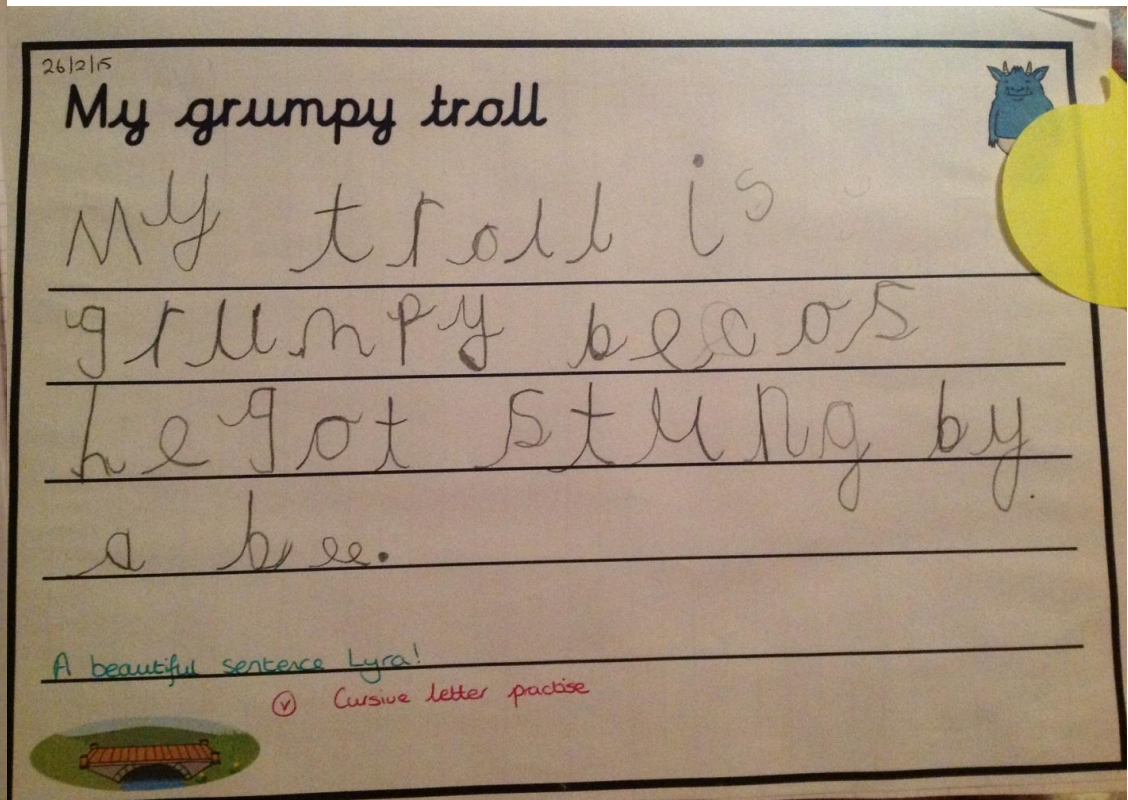 26/2/15
My grumpy troll
My troll is
grunpy becos
he got stung by.
a bee.
A beautiful sentence Lyra!
V Cursive letter practise